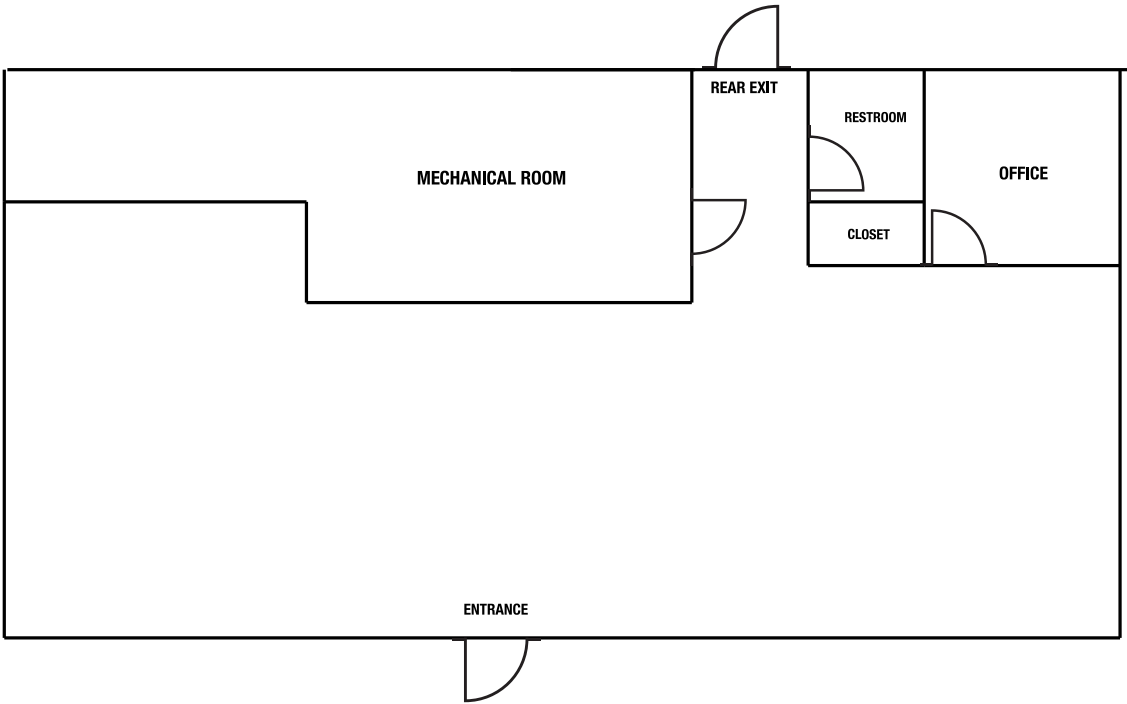 REAR EXIT
RESTROOM
MECHANICAL ROOM
OFFICE
CLOSET
ENTRANCE